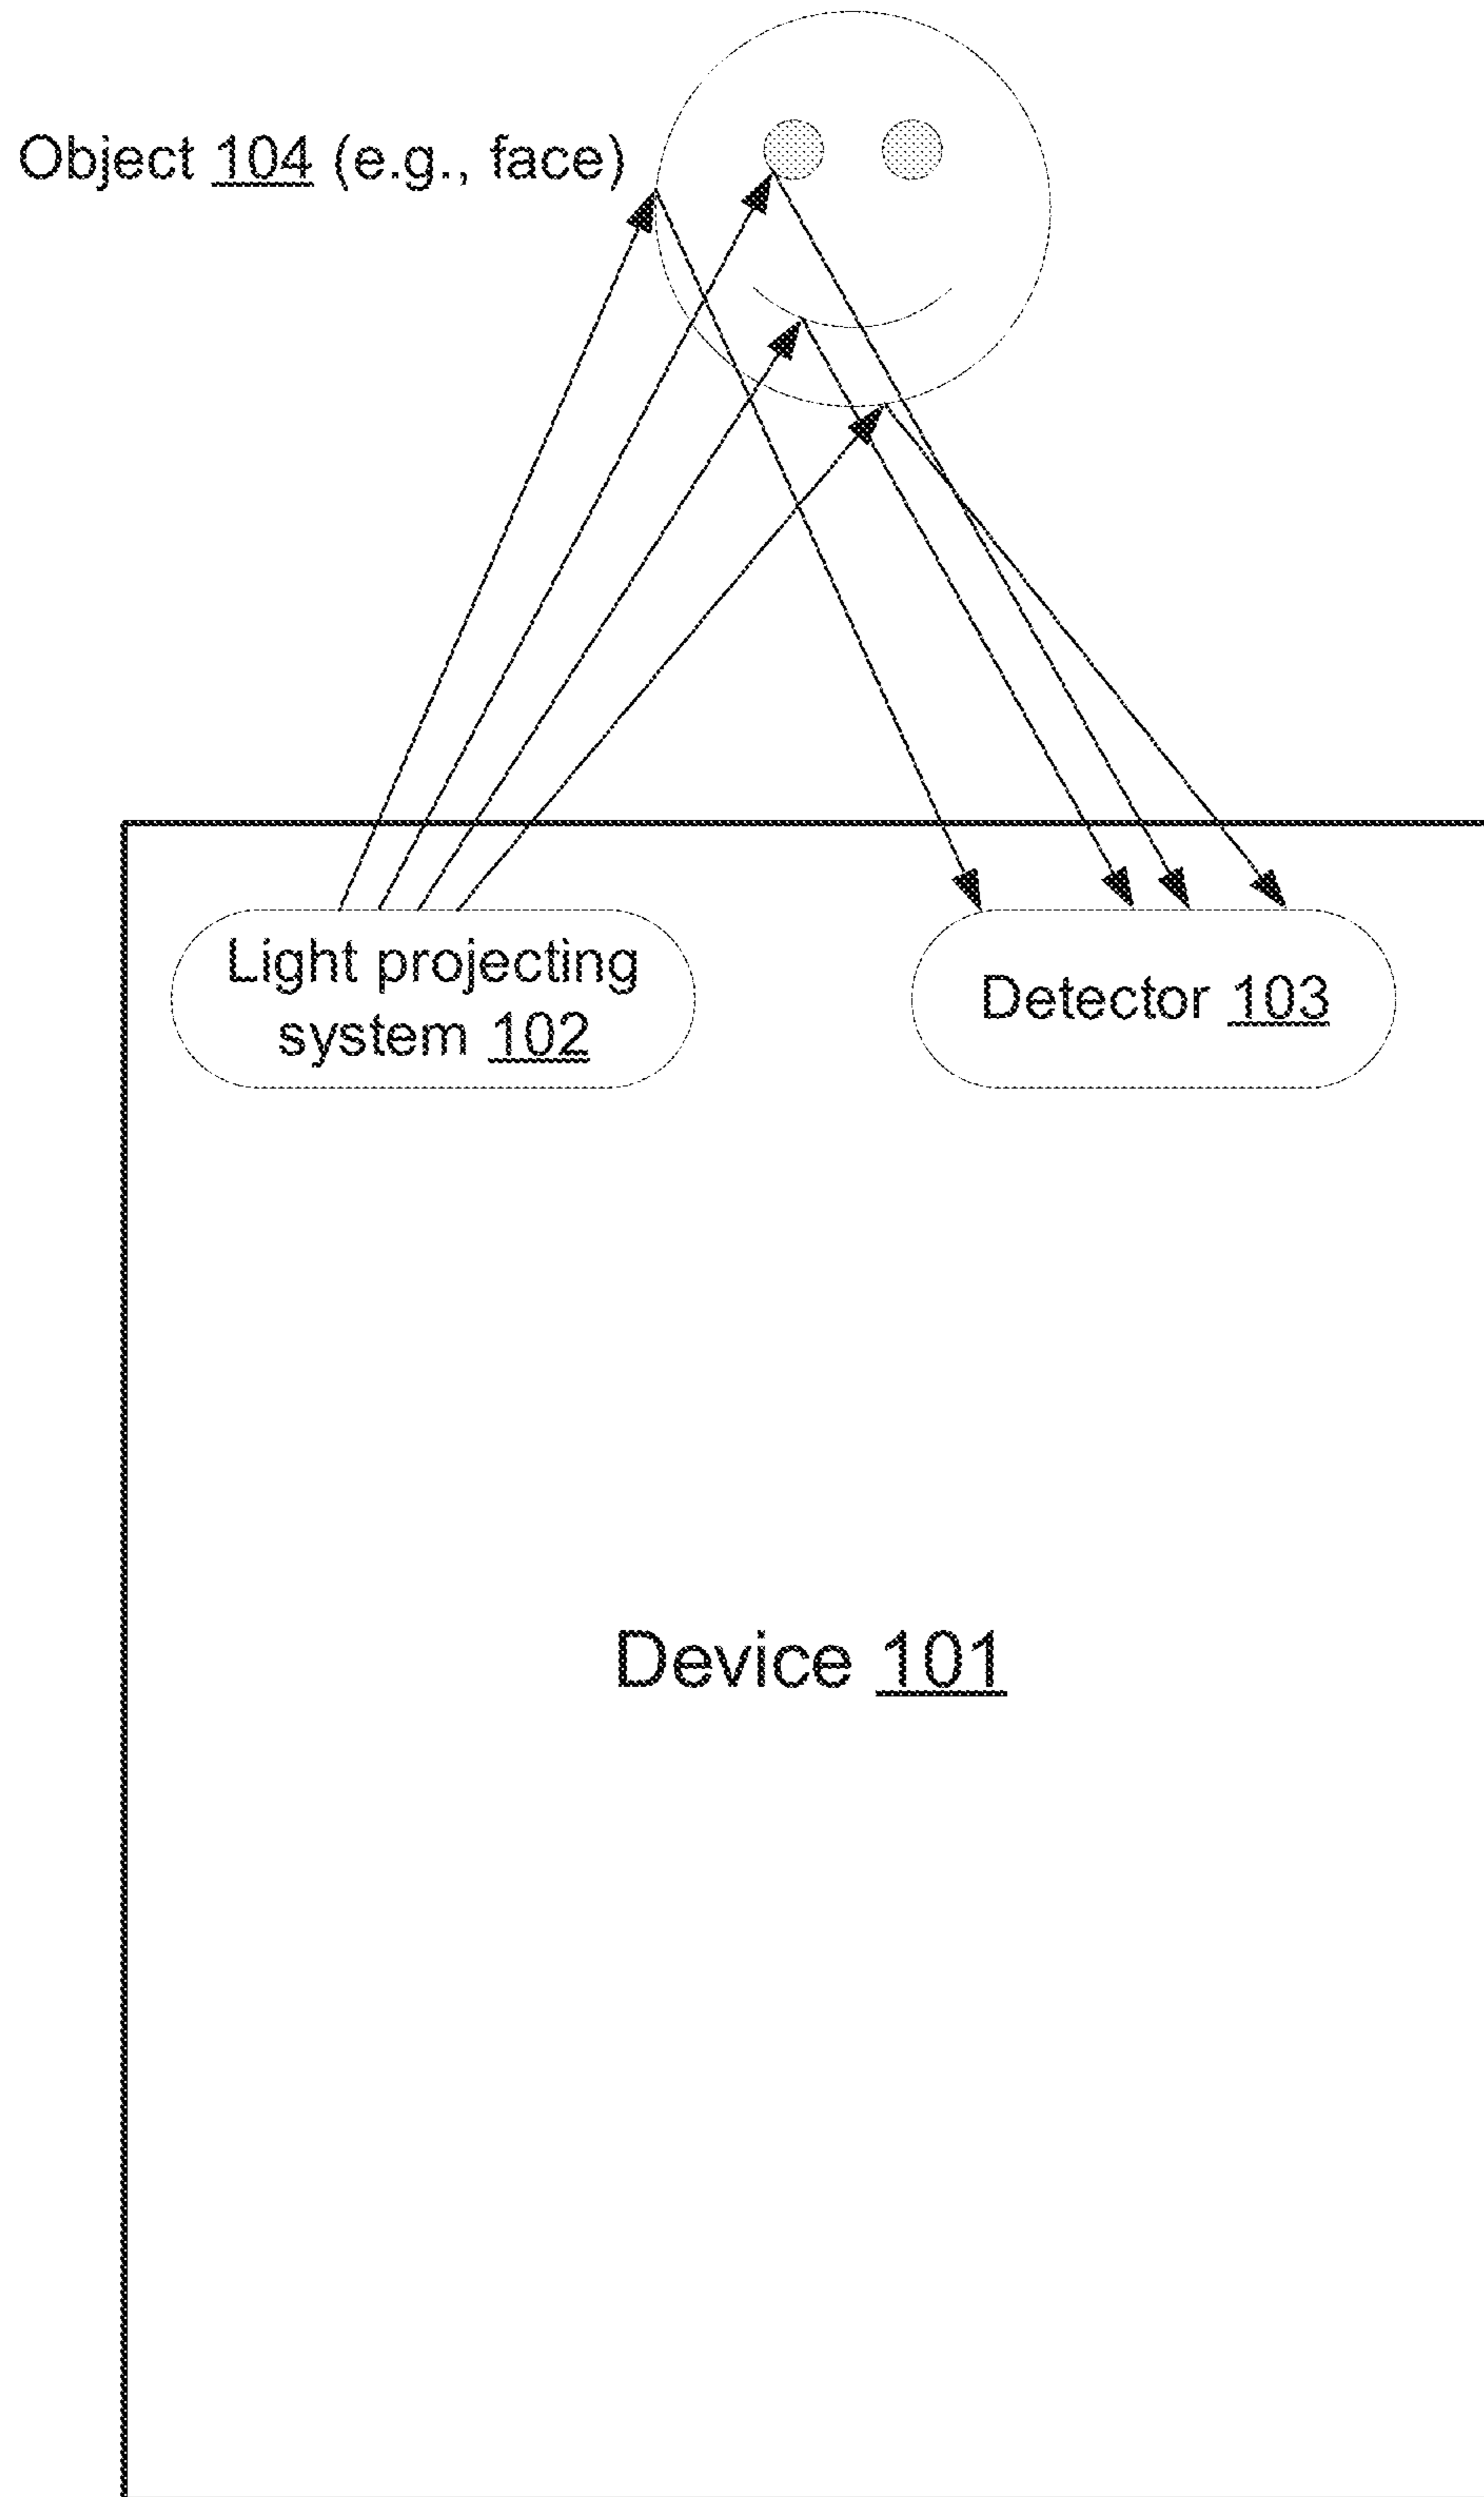 Object 104 (e.g., face)
Light projecting
system 102
Detector 103
Device 101